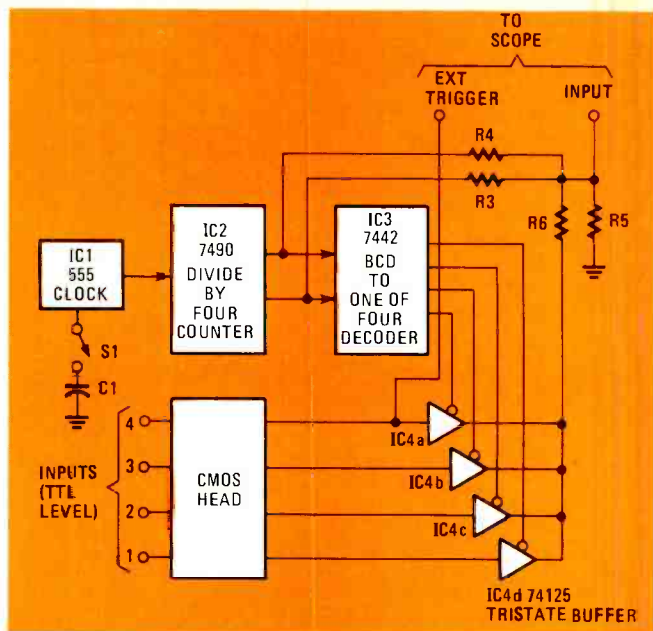 TO
SCOPE
EXT
TRIGGER
INPUT
R4
R3
R6
R5
IC1
555
CLOCK
IC2
7490
DIVIDE
BY
FOUR
COUNTER
IC3
7442
BCD
TO
ONE OF
FOUR
DECODER
S1
C1
INPUTS
(TTL
LEVEL)
4
3
2
1
CMOS
HEAD
IC4a
IC4b
IC4c
IC4d 74125
TRISTATE BUFFER